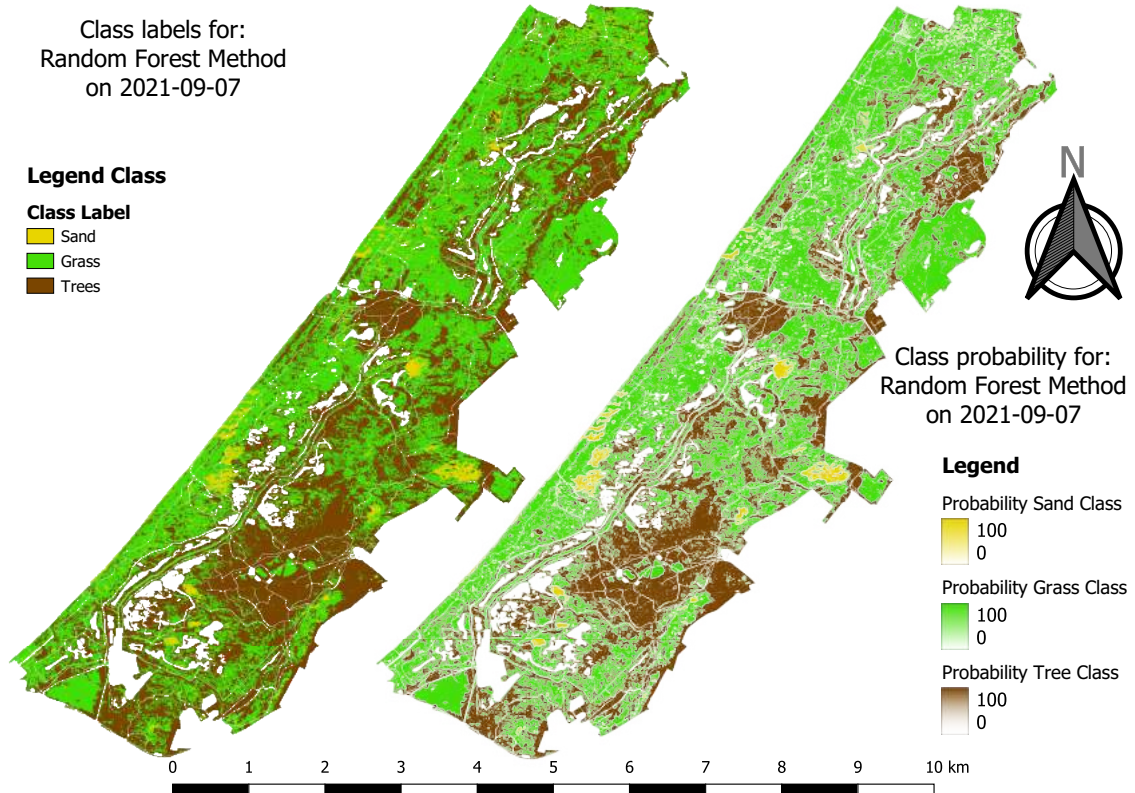 Class labels for:
Random Forest Method
on 2021-09-07
Legend Class
Class Label
Sand
Grass
Trees
N
Class probability for:
Random Forest Method
on 2021-09-07
Legend
Probability Sand Class
100
0
Probability Grass Class
100
0
Probability Tree Class
100
0
0 1 2 3 4 5 6 7 8 9 10 km